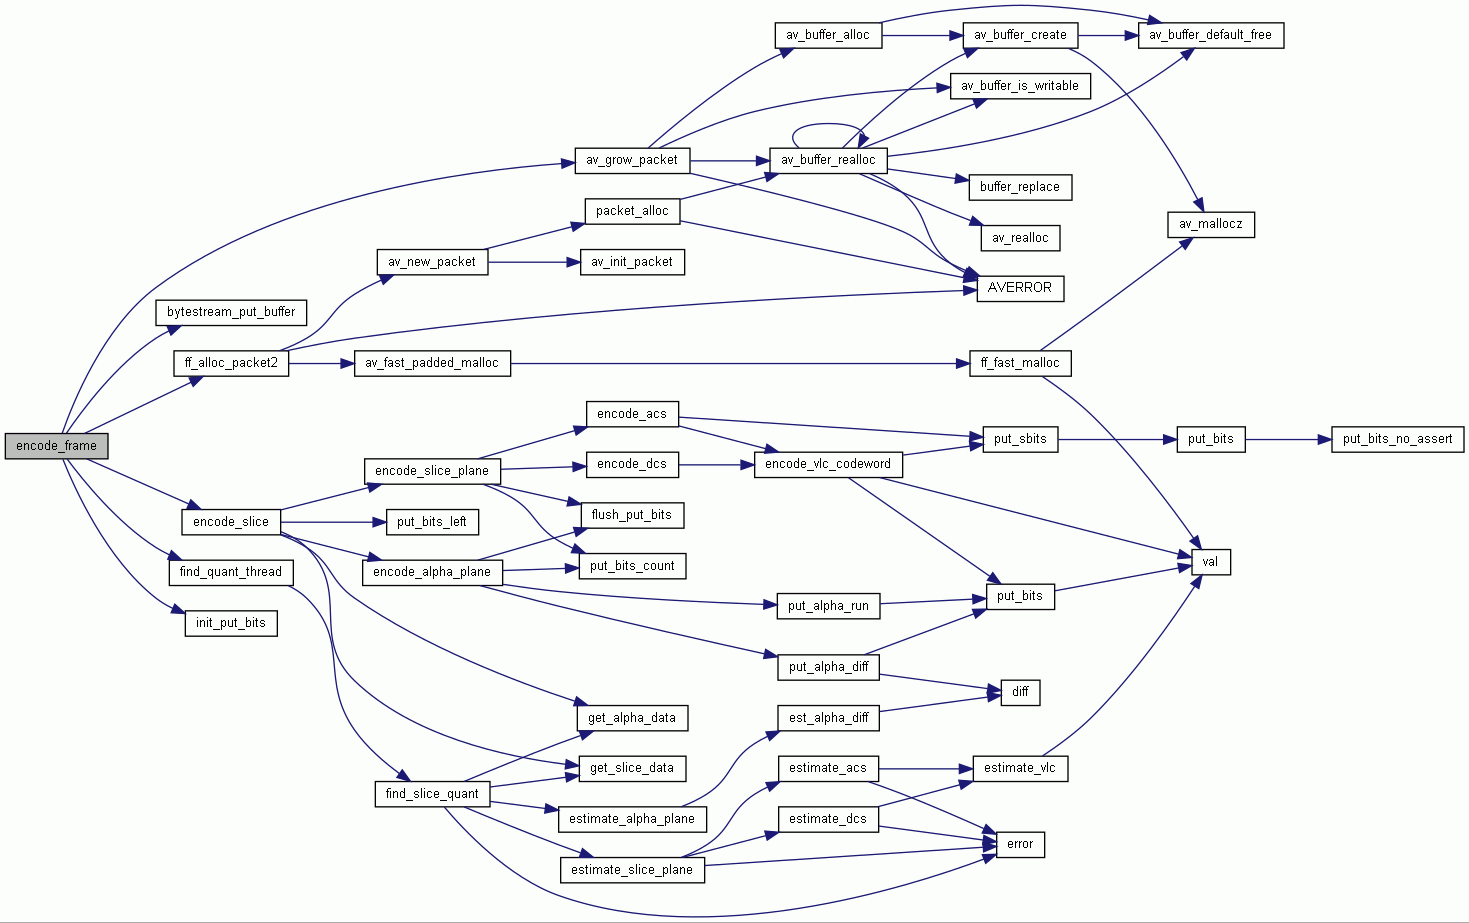 av_buffer_alloc
av_buffer_create
av_buffer_default_free
av_buffer_is_writable
av_grow_packet
av_buffer_realloc
buffer_replace
packet_alloc
av_mallocz
av_realloc
av_new_packet
av_init_packet
AVERROR
bytestream_put_buffer
ff_alloc_packet2
av_fast_padded_malloc
ff_fast_malloc
encode_acs
encode_frame
put_sbits
put_bits
put_bits_no_assert
encode_slice_plane
encode_dcs
encode_vlc_codeword
encode_slice
put_bits_left
flush_put_bits
find_quant_thread
encode_alpha_plane
put_bits_count
val
put_alpha_run
put_bits
init_put_bits
put_alpha_diff
diff
get_alpha_data
est_alpha_diff
get_slice_data
estimate_acs
estimate_vlc
find_slice_quant
estimate_alpha_plane
estimate_dcs
error
estimate_slice_plane